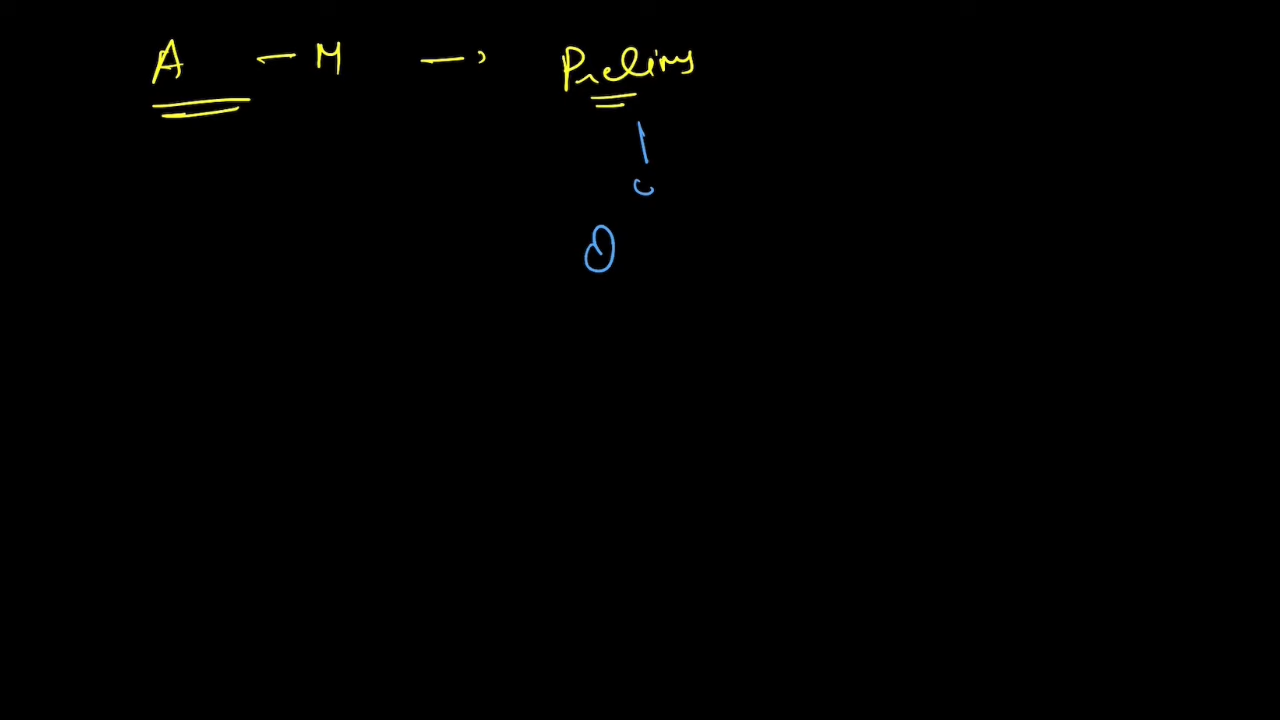 A — M → Prelims